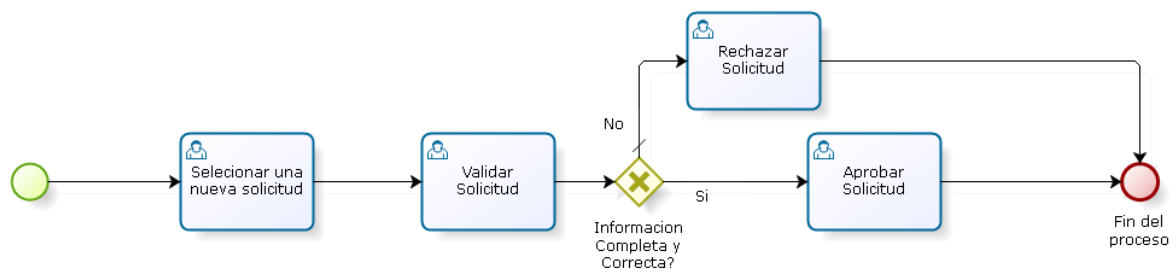 Rechazar
Solicitud
No
Selecionar una
nueva solicitud
Validar
Solicitud
Aprobar
Solicitud
Si
Informacion
Completa y
Correcta?
Fin del
proceso